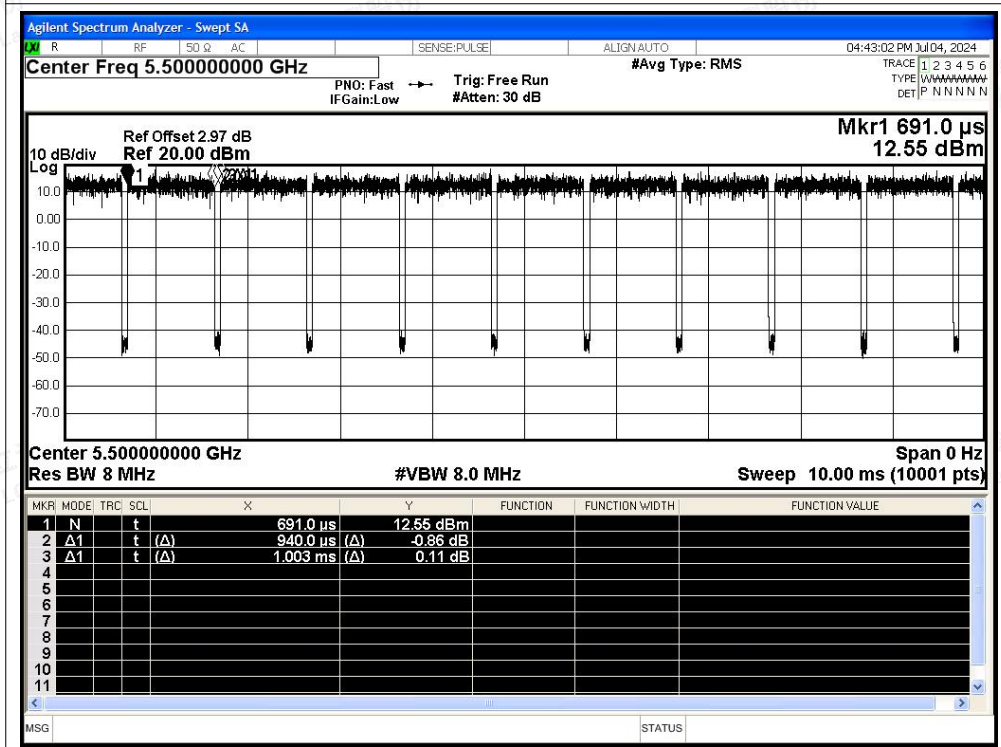 Agilent Spectrum Analyzer - Swept SA
LXI R RF 50 Ω AC SENSE:PULSE ALIGN AUTO 04:43:02 PM Jul 04, 2024
Center Freq 5.500000000 GHz #Avg Type: RMS TRACE 1 2 3 4 5 6
PNO: Fast Trig: Free Run TYPE
IFGain:Low #Atten: 30 dB DET P N N N N N
Mkr1 691.0 µs
Ref Offset 2.97 dB
10 dB/div Ref 20.00 dBm 12.55 dBm
Log
1
10.0
0.00
-10.0
-20.0
-30.0
-40.0
-50.0
-60.0
-70.0
Center 5.500000000 GHz Span 0 Hz
Res BW 8 MHz #VBW 8.0 MHz Sweep 10.00 ms (10001 pts)
MKR MODE TRC SCL X Y FUNCTION FUNCTION WIDTH FUNCTION VALUE
1 N t 691.0 µs 12.55 dBm
2 Δ1 t (Δ) 940.0 µs (Δ) -0.86 dB
3 Δ1 t (Δ) 1.003 ms (Δ) 0.11 dB
4
5
6
7
8
9
10
11
MSG STATUS